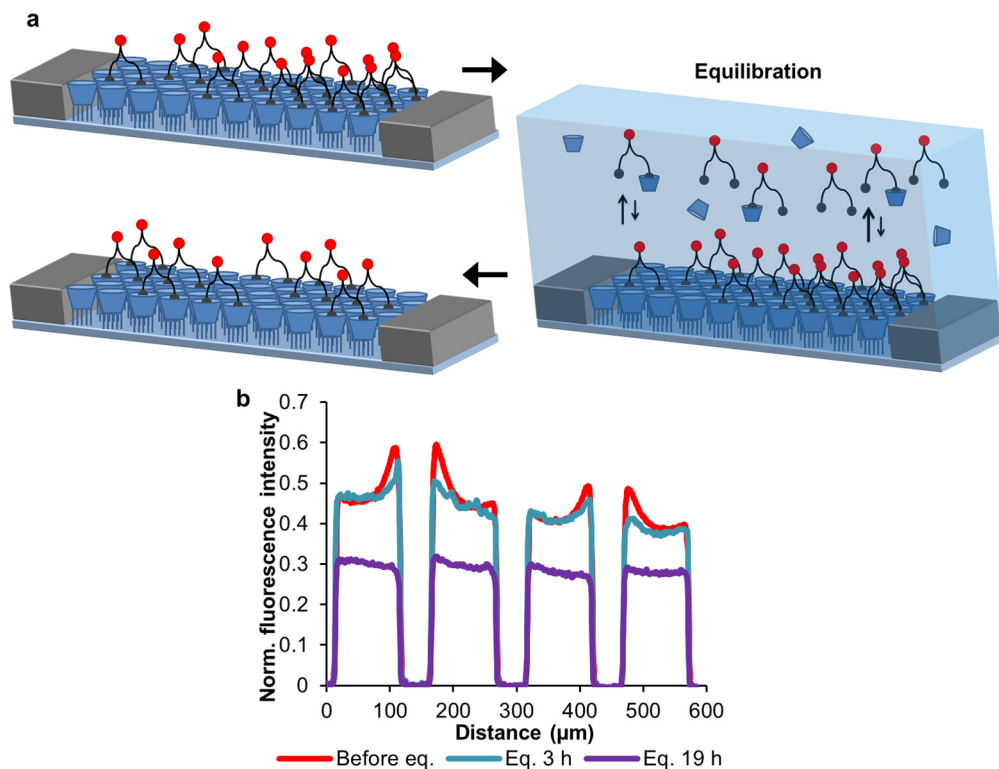 a
Equilibration
b
Norm. fluorescence intensity
0.7
0.6
0.5
0.4
0.3
0.2
0.1
0
0 100 200 300 400 500 600
Distance (µm)
Before eq. Eq. 3 h Eq. 19 h